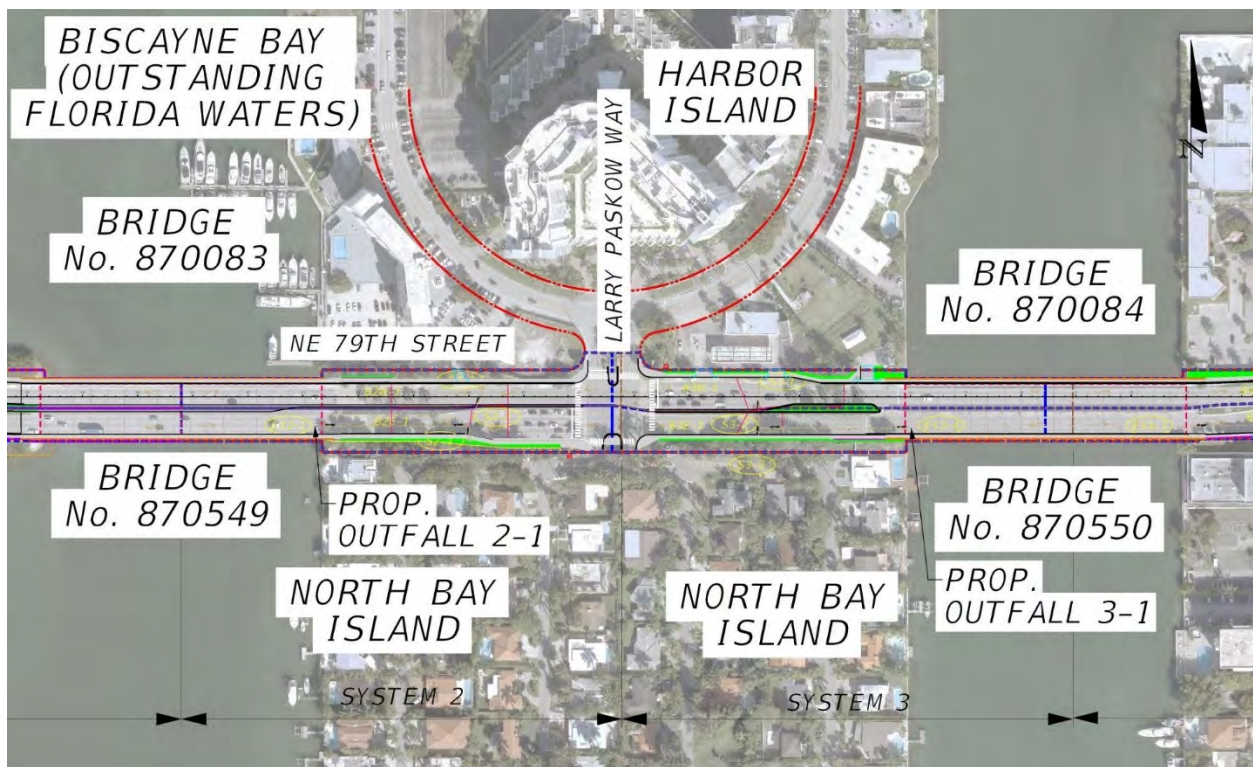 BISCAYNE BAY
(OUTSTANDING
FLORIDA WATERS)
HARBOR
ISLAND
N
LARRY PASKOW WAY
BRIDGE
No. 870083
BRIDGE
No. 870084
NE 79TH STREET
BRIDGE
No. 870549
PROP.
OUTFALL 2-1
BRIDGE
No. 870550
PROP.
OUTFALL 3-1
NORTH BAY
ISLAND
NORTH BAY
ISLAND
SYSTEM 2
SYSTEM 3